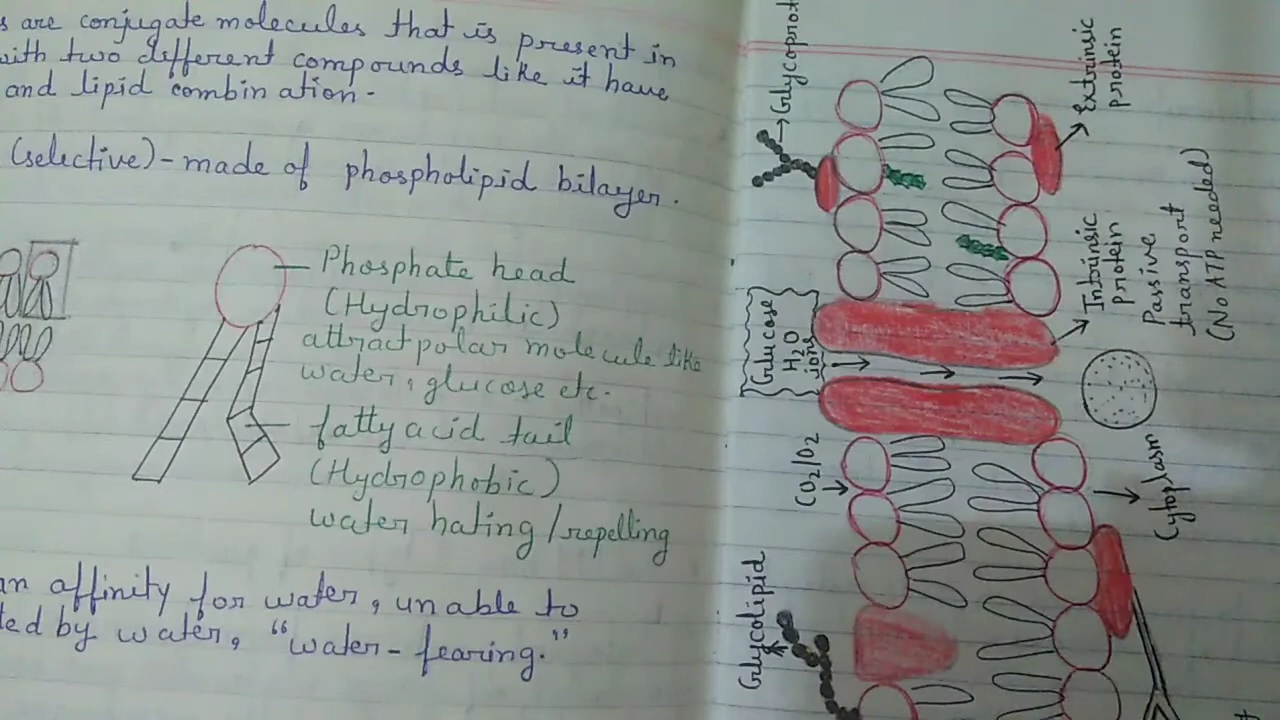 s are conjugate molecules that is present in
with two different compounds like it have
and lipid combination.
(selective) - made of phospholipid bilayer.
Phosphate head
(Hydrophilic)
attract polar molecule like
water, glucose etc.
fatty acid tail
(Hydrophobic)
water hating/repelling
an affinity for water, unable to
ted by water, "water-fearing."
Glycoprot
Extrinsic
protein
Glucose
H2O
ions
Intrinsic
protein
Passive
transport
(No ATP needed)
CO2/O2
Cytoplasm
Glycolipid